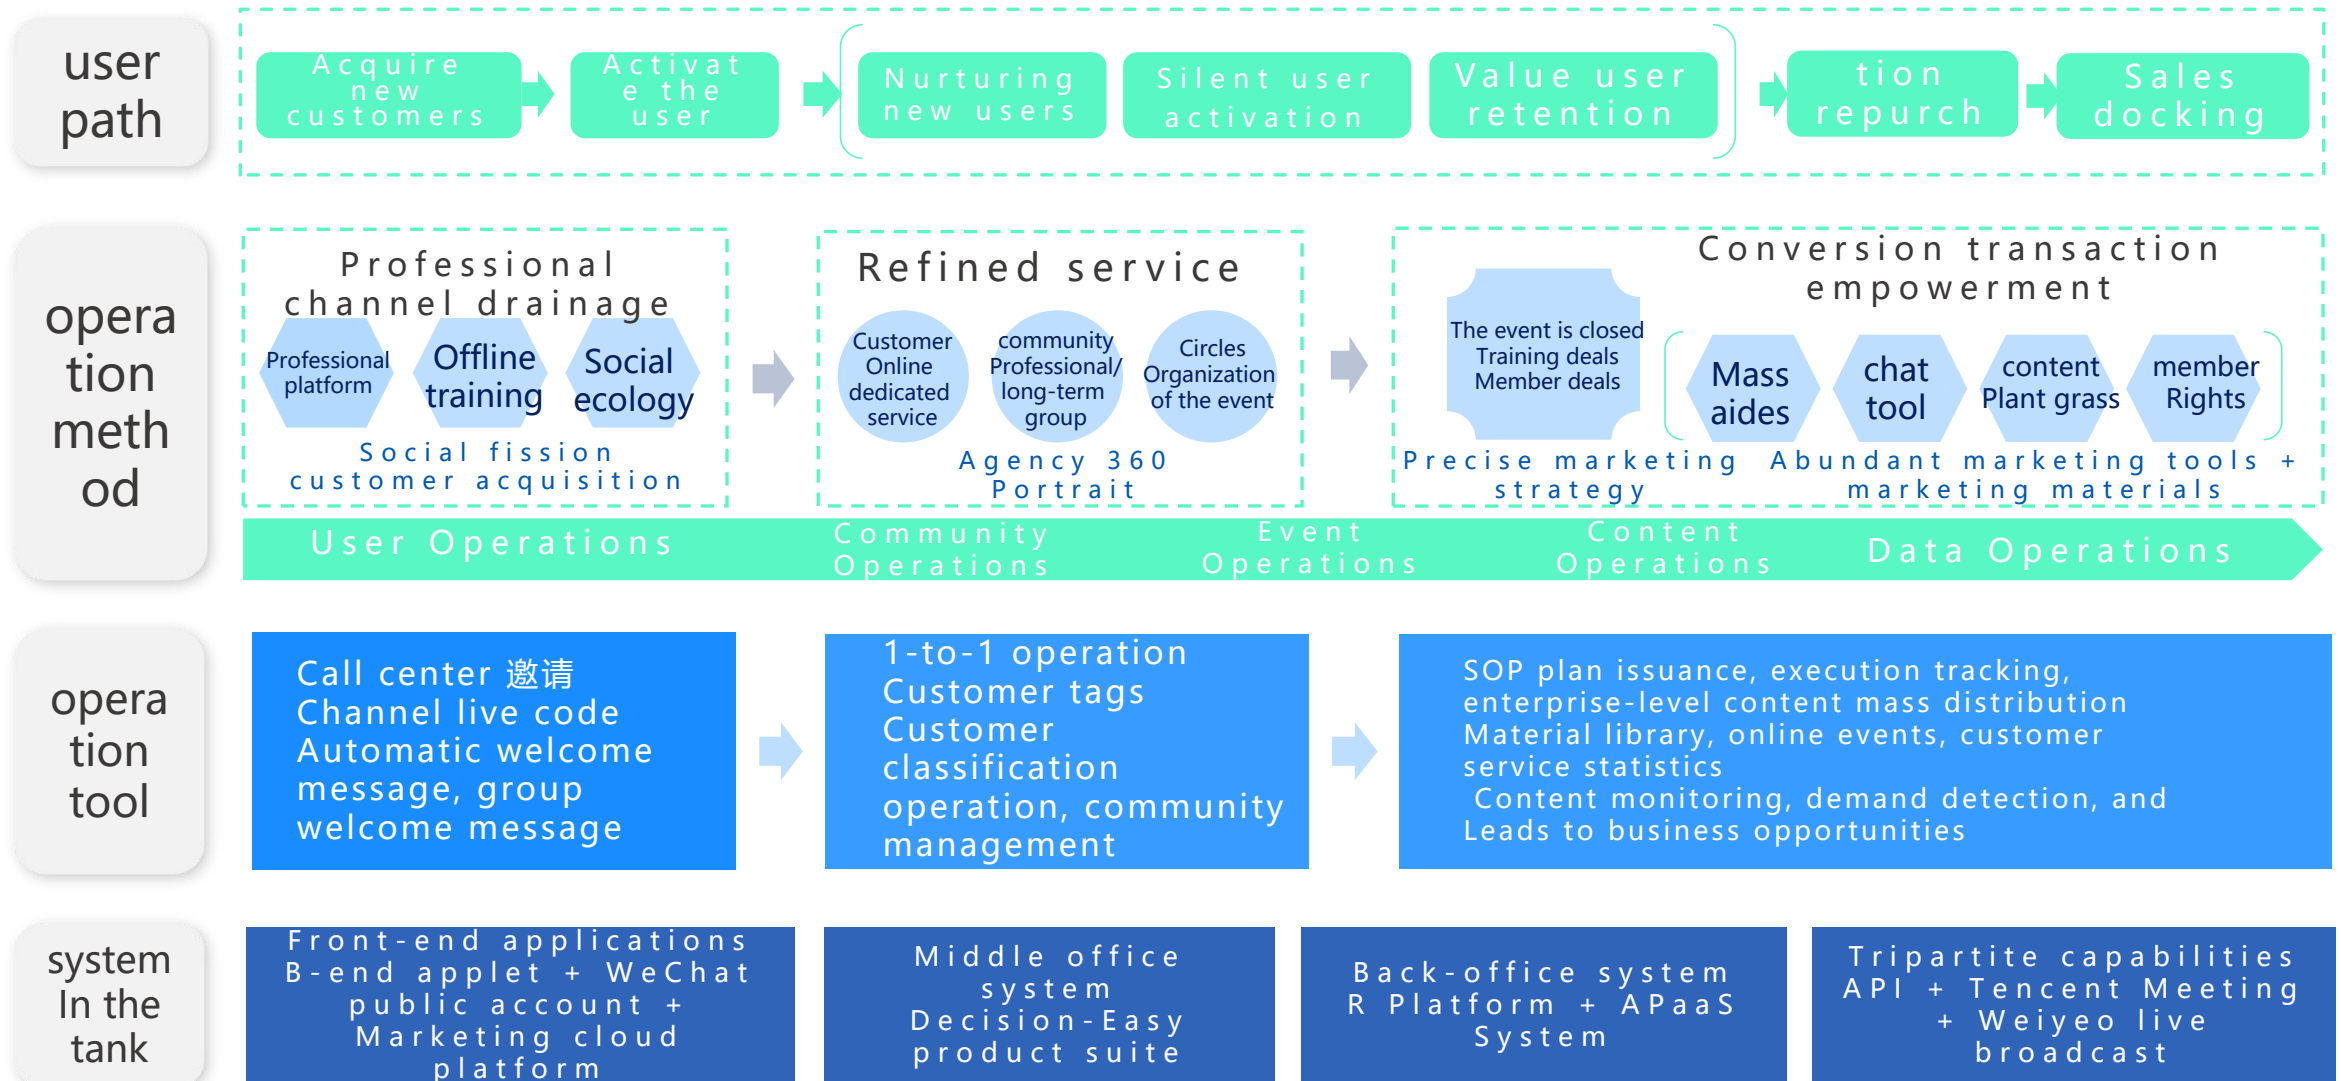 user
path
Acquire
new
customers
Activat
e the
user
Nurturing
new users
Silent user
activation
Value user
retention
tion
repurch
Sales
docking
opera
tion
meth
od
Professional
channel drainage
Professional
platform
Offline
training
Social
ecology
Social fission
customer acquisition
Refined service
Customer
Online
dedicated
service
community
Professional/
long-term
group
Circles
Organization
of the event
Agency 360
Portrait
Conversion transaction
empowerment
The event is closed
Training deals
Member deals
Mass
aides
chat
tool
content
Plant grass
member
Rights
Precise marketing
strategy
Abundant marketing tools +
marketing materials
User Operations
Community
Operations
Event
Operations
Content
Operations
Data Operations
opera
tion
tool
Call center 邀请
Channel live code
Automatic welcome
message, group
welcome message
1-to-1 operation
Customer tags
Customer
classification
operation, community
management
SOP plan issuance, execution tracking,
enterprise-level content mass distribution
Material library, online events, customer
service statistics
Content monitoring, demand detection, and
Leads to business opportunities
system
In the
tank
Front-end applications
B-end applet + WeChat
public account +
Marketing cloud
platform
Middle office
system
Decision-Easy
product suite
Back-office system
R Platform + APaaS
System
Tripartite capabilities
API + Tencent Meeting
+ Weiyeo live
broadcast